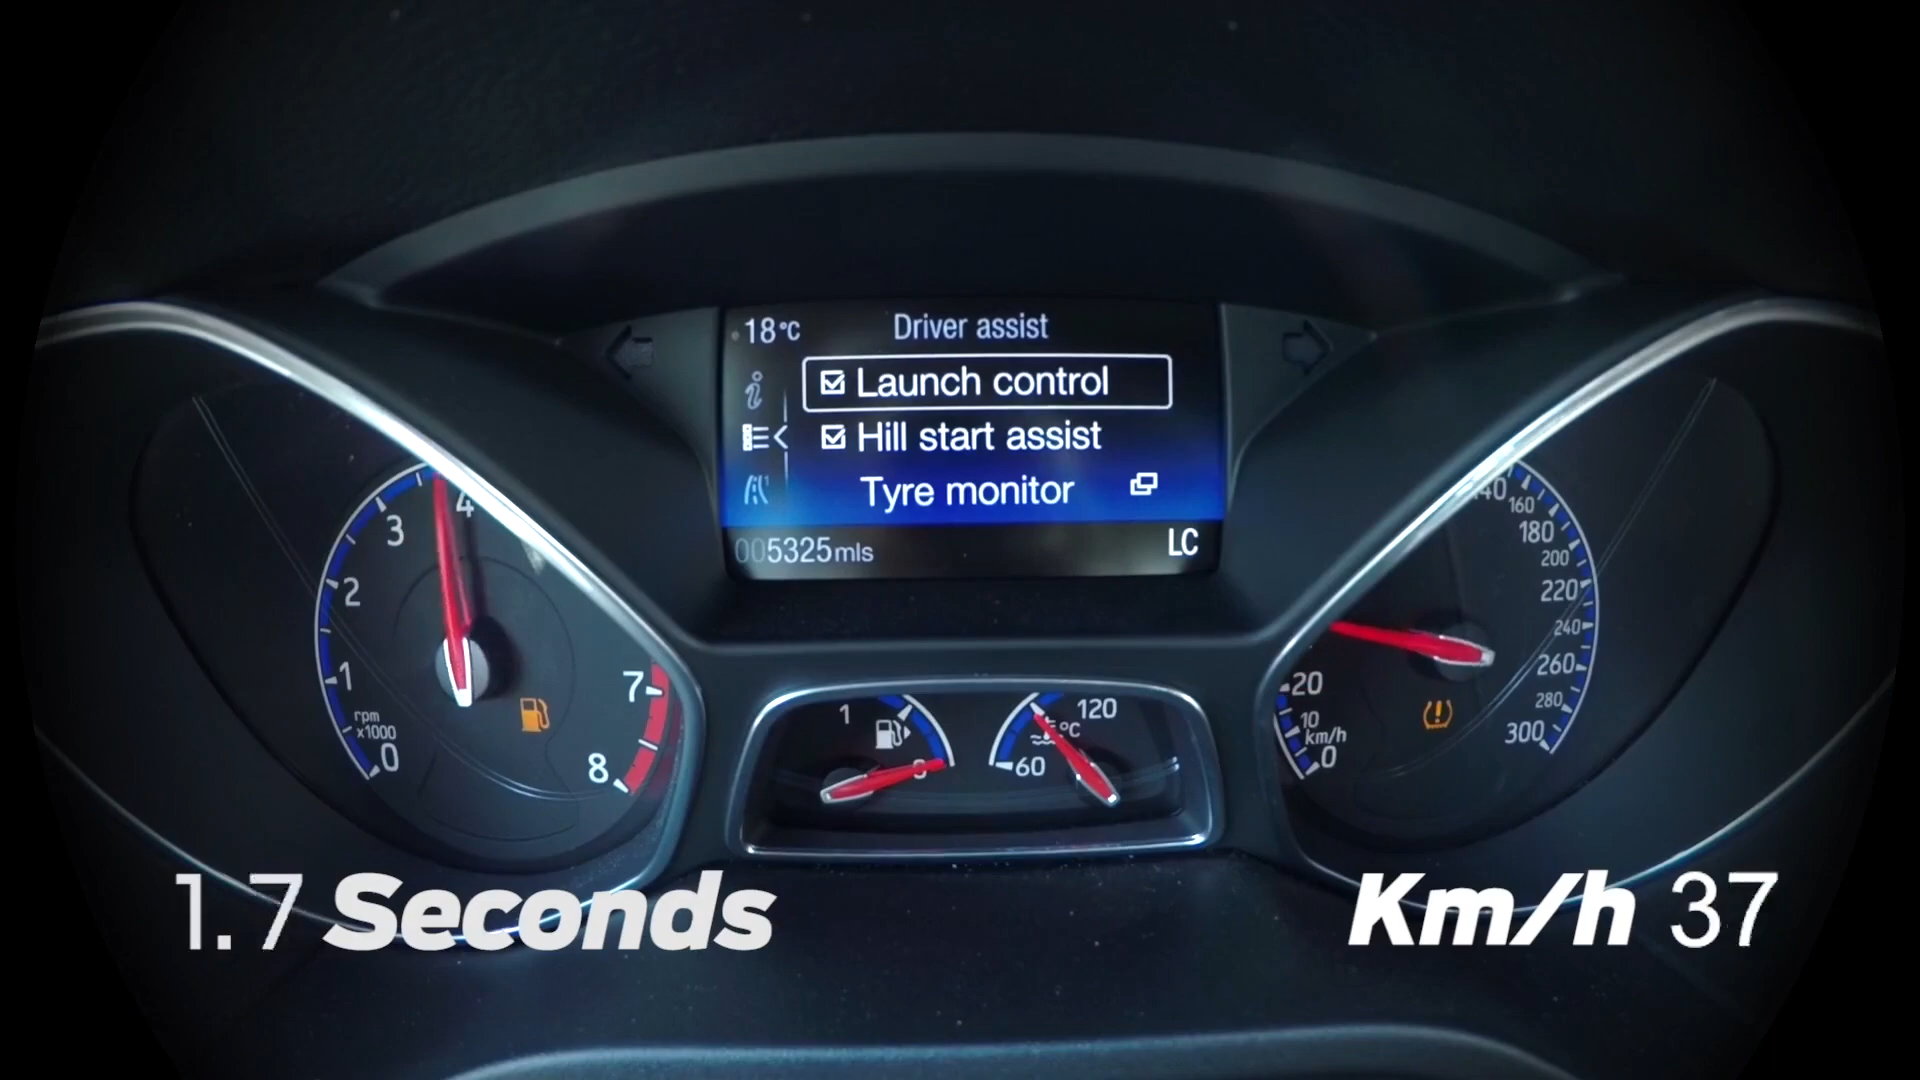 18°C Driver assist
Launch control
Hill start assist
Tyre monitor
005325mls LC
4
3
2
1
rpm
x1000
0
7
8
1
0
120
°C
60
140
160
180
200
220
240
260
280
300
20
10
km/h
0
1.7 Seconds
Km/h 37